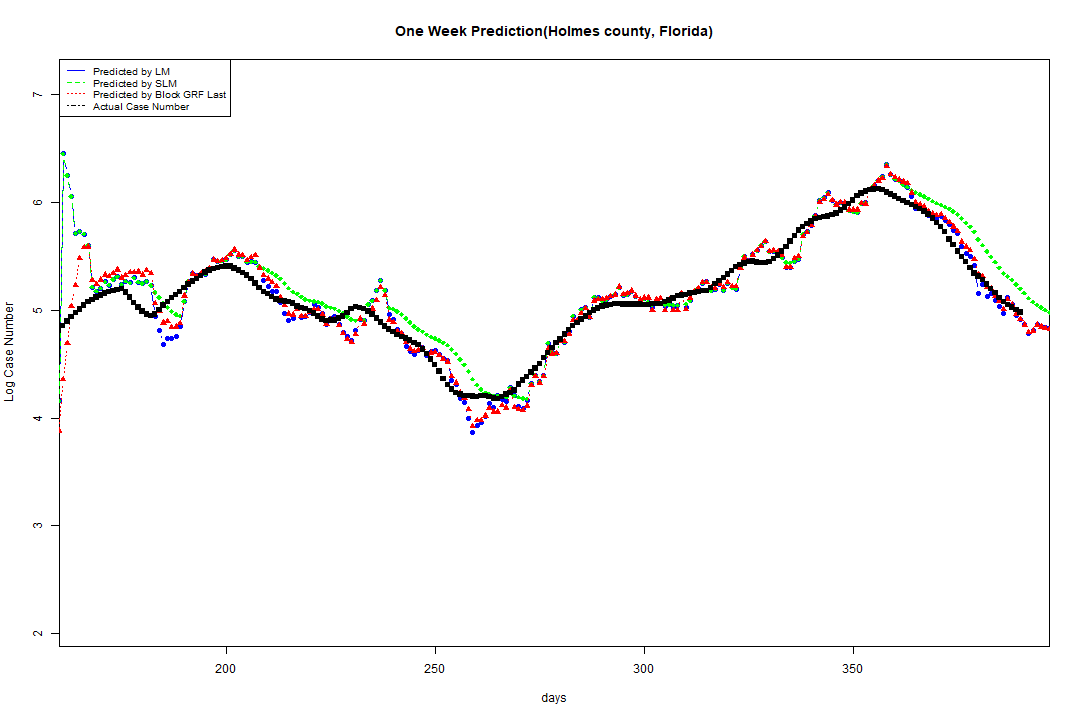 One Week Prediction(Holmes county, Florida)
Predicted by LM
Predicted by SLM
Predicted by Block GRF Last
Actual Case Number
7
6
5
4
3
2
Log Case Number
200
250
300
350
days